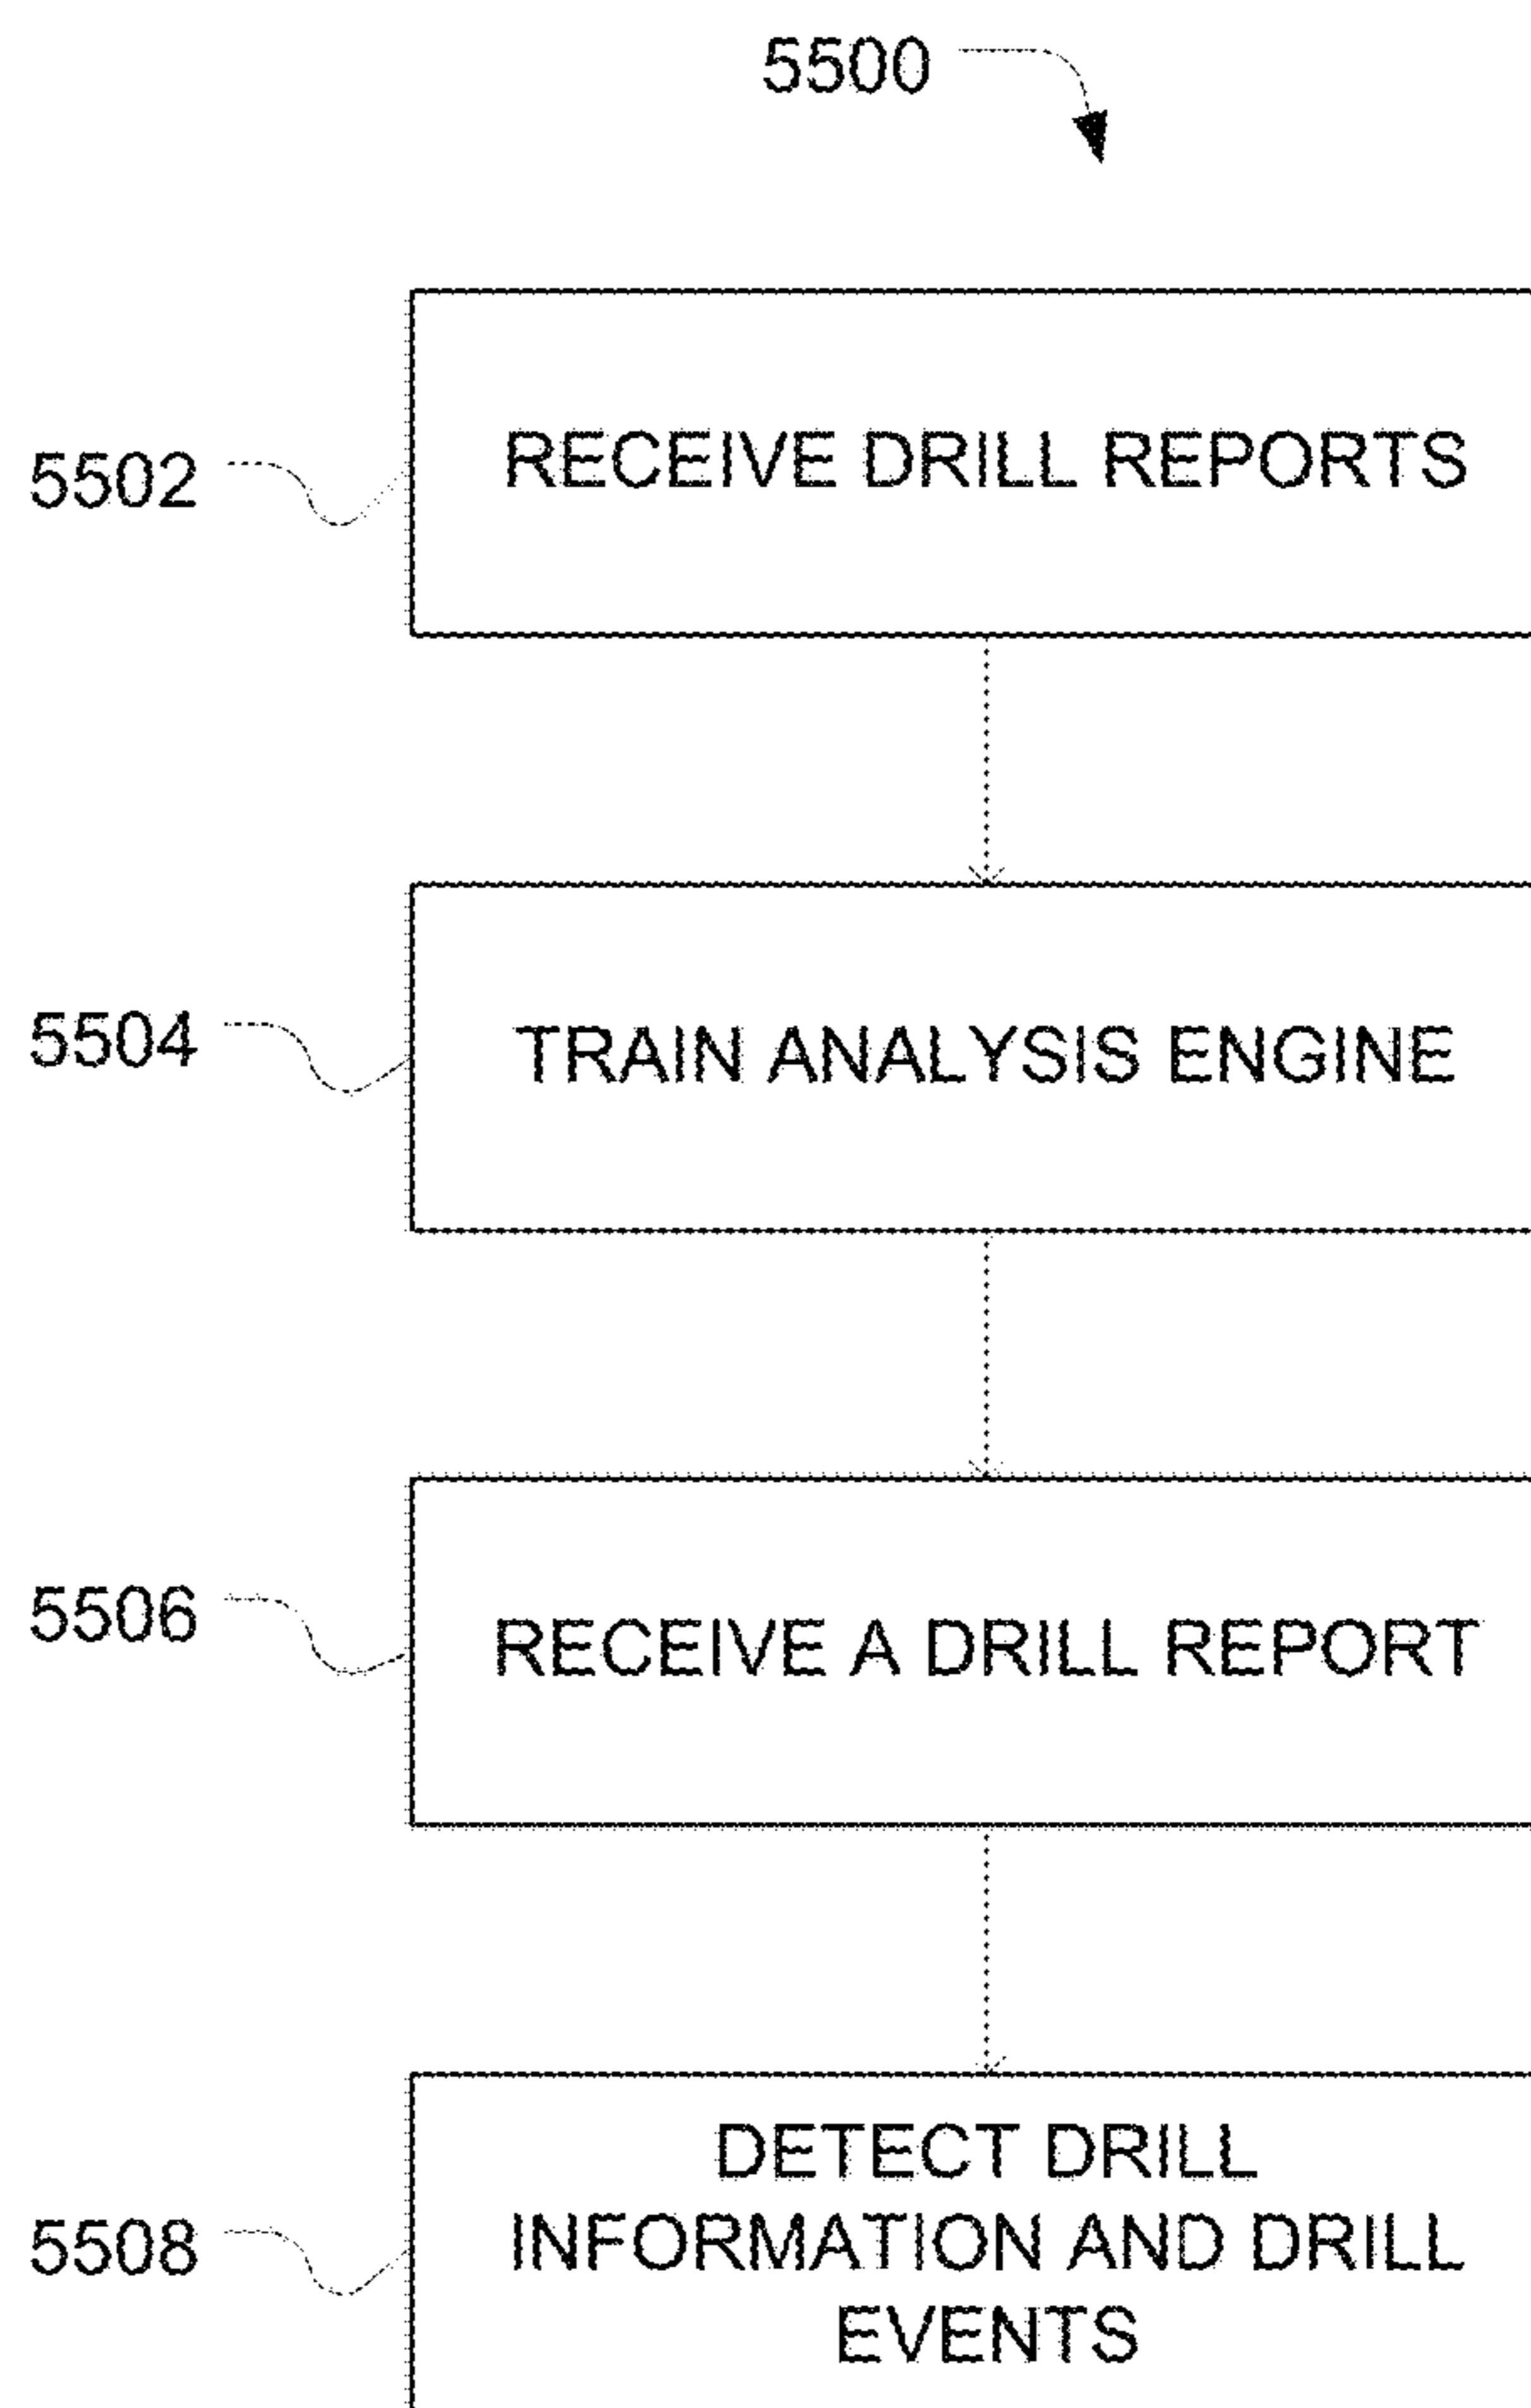 5500
5502
RECEIVE DRILL REPORTS
5504
TRAIN ANALYSIS ENGINE
5506
RECEIVE A DRILL REPORT
5508
DETECT DRILL
INFORMATION AND DRILL
EVENTS